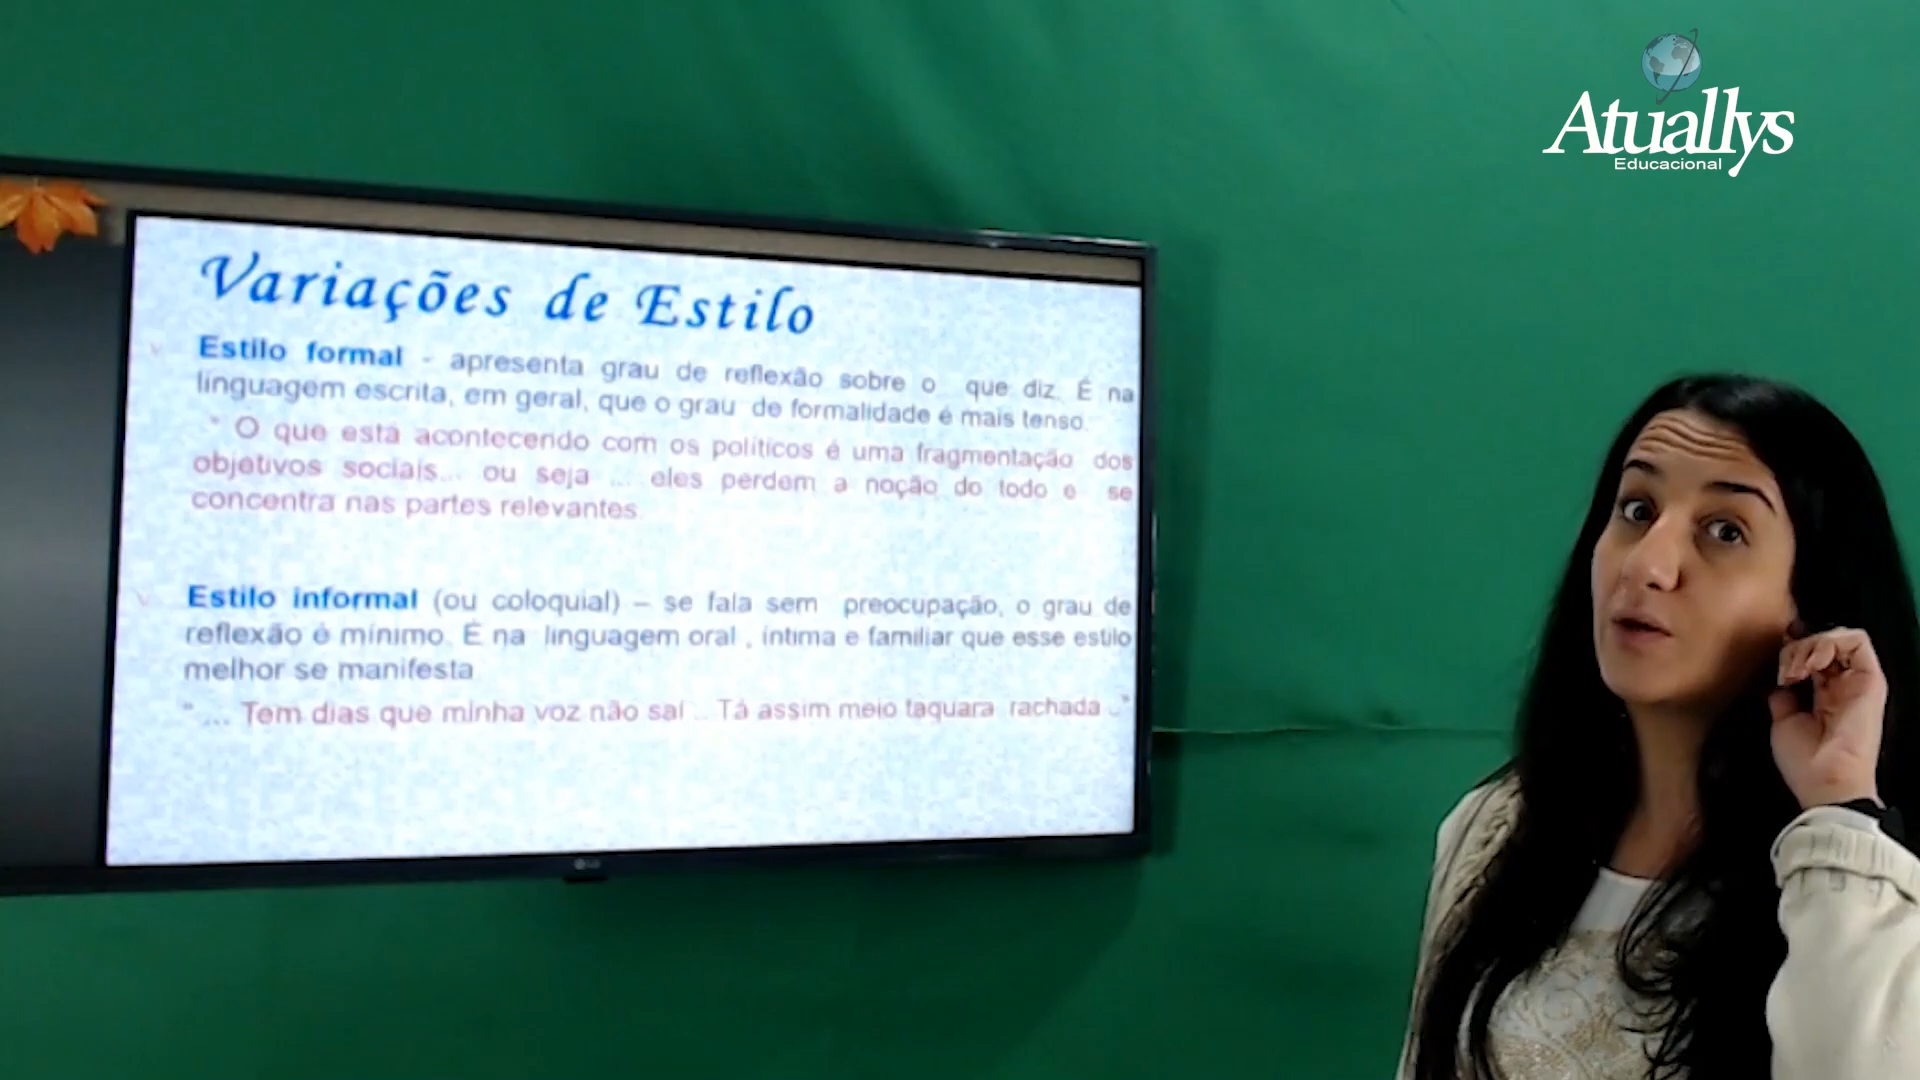 Atuallys
Educacional
Variações de Estilo
Estilo formal - apresenta grau de reflexão sobre o que diz. É na
linguagem escrita, em geral, que o grau de formalidade é mais tenso.
" O que está acontecendo com os políticos é uma fragmentação dos
objetivos sociais... ou seja ... eles perdem a noção do todo e se
concentra nas partes relevantes
Estilo informal (ou coloquial) – se fala sem preocupação, o grau de
reflexão é mínimo. É na linguagem oral , íntima e familiar que esse estilo
melhor se manifesta
" ... Tem dias que minha voz não sai ... Tá assim meio taquara rachada ..."
LG